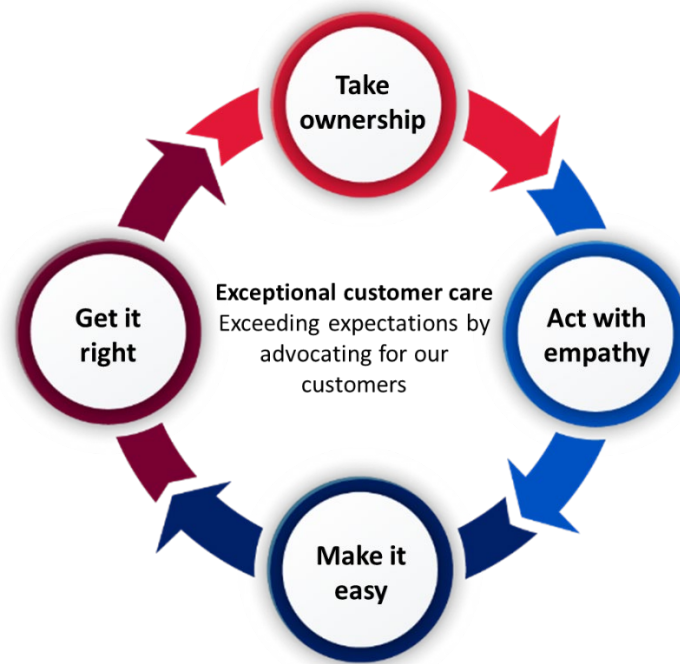 Take
ownership
Exceptional customer care
Exceeding expectations by
advocating for our
customers
Get it
right
Act with
empathy
Make it
easy